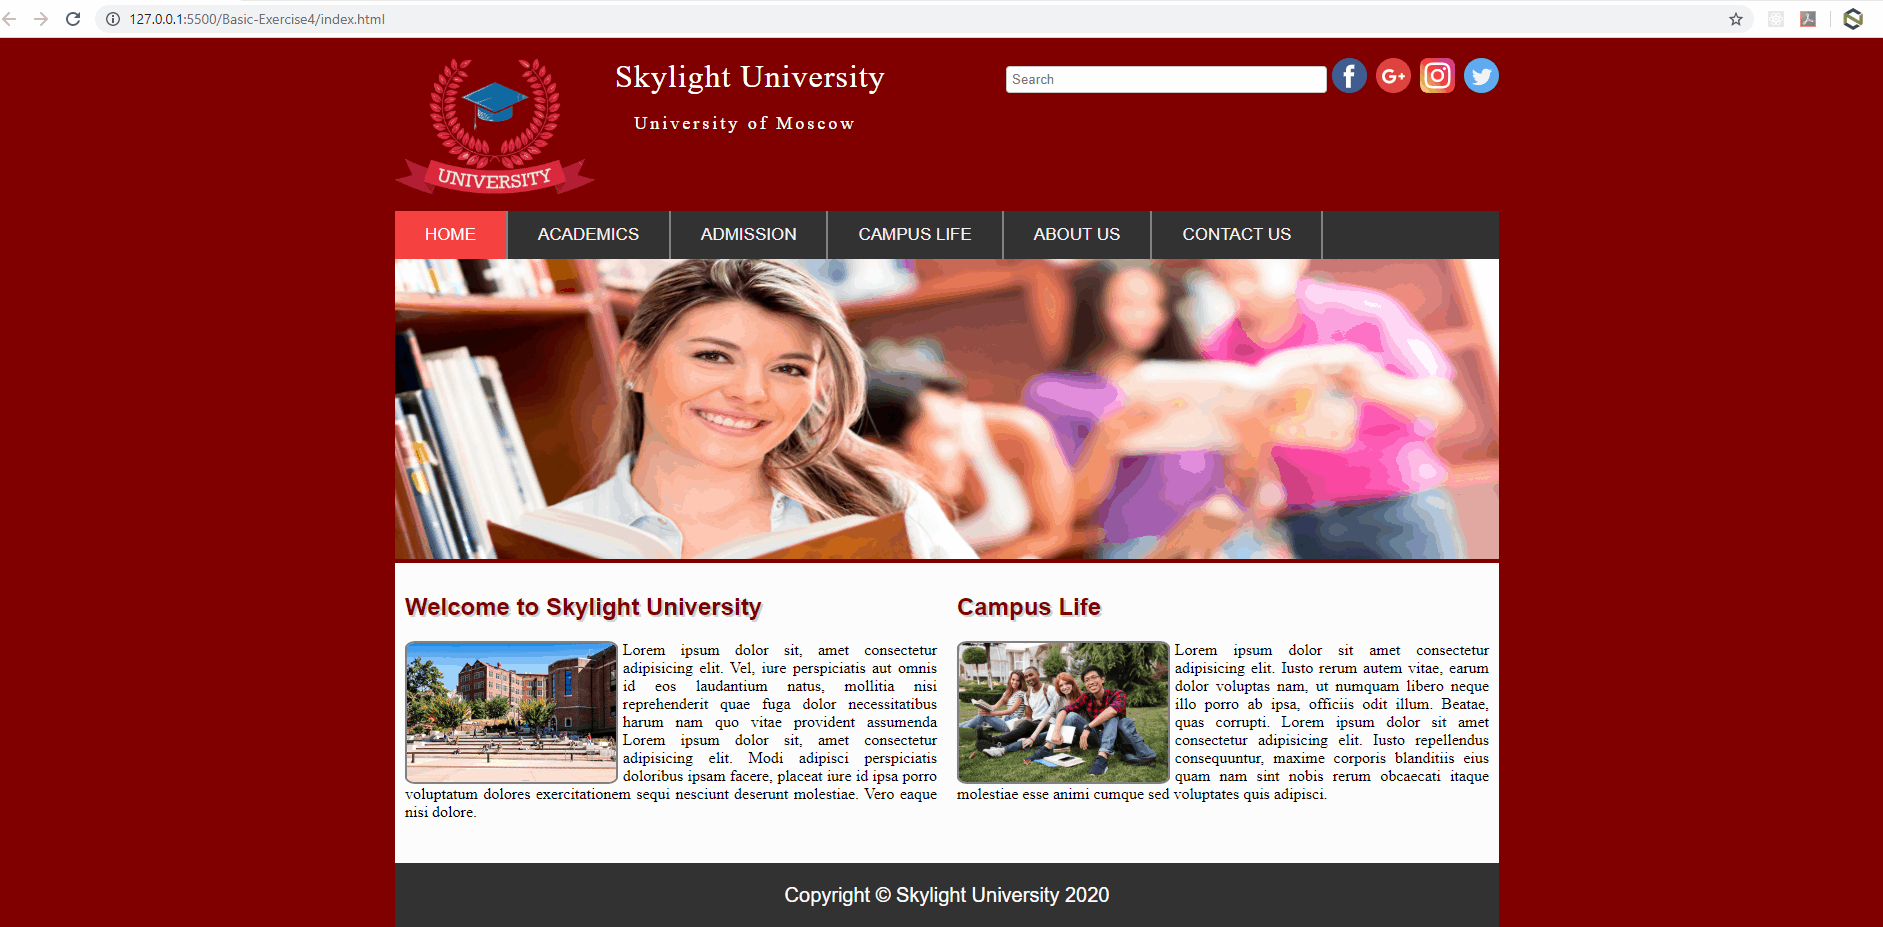 127.0.0.1:5500/Basic-Exercise4/index.html
UNIVERSITY
Skylight University
University of Moscow
Search
HOME ACADEMICS ADMISSION CAMPUS LIFE ABOUT US CONTACT US
Welcome to Skylight University
Lorem ipsum dolor sit, amet consectetur
adipisicing elit. Vel, iure perspiciatis aut omnis
id eos laudantium natus, mollitia nisi
reprehenderit quae fuga dolor necessitatibus
harum nam quo vitae provident assumenda
Lorem ipsum dolor sit, amet consectetur
adipisicing elit. Modi adipisci perspiciatis
doloribus ipsam facere, placeat iure id ipsa porro
voluptatum dolores exercitationem sequi nesciunt deserunt molestiae. Vero eaque
nisi dolore.
Campus Life
Lorem ipsum dolor sit amet consectetur
adipisicing elit. Iusto rerum autem vitae, earum
dolor voluptas nam, ut numquam libero neque
illo porro ab ipsa, officiis odit illum. Beatae,
quas corrupti. Lorem ipsum dolor sit amet
consectetur adipisicing elit. Iusto repellendus
consequuntur, maxime corporis blanditiis eius
quam nam sint nobis rerum obcaecati itaque
molestiae esse animi cumque sed voluptates quis adipisci.
Copyright © Skylight University 2020